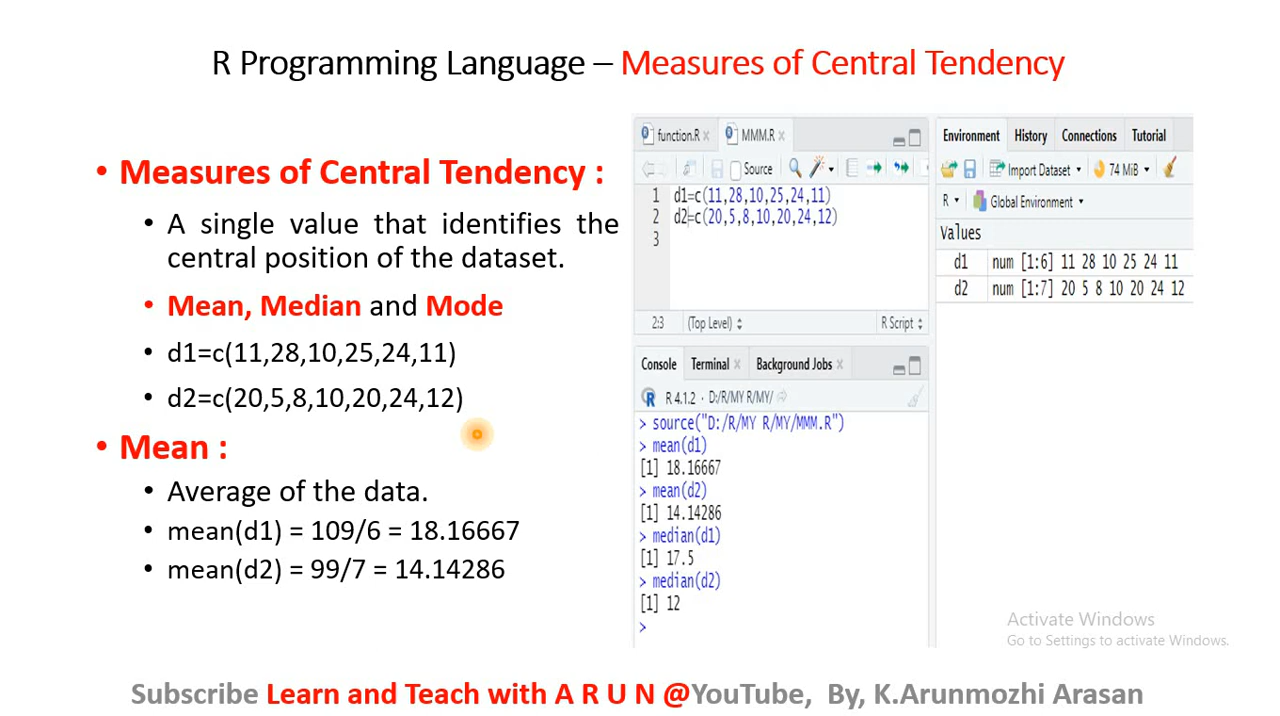 R Programming Language – Measures of Central Tendency
• Measures of Central Tendency :
• A single value that identifies the
central position of the dataset.
• Mean, Median and Mode
• d1=c(11,28,10,25,24,11)
• d2=c(20,5,8,10,20,24,12)
• Mean :
• Average of the data.
• mean(d1) = 109/6 = 18.16667
• mean(d2) = 99/7 = 14.14286
function.R × MMM.R ×
Source
1 d1=c(11,28,10,25,24,11)
2 d2=c(20,5,8,10,20,24,12)
3
2:3 (Top Level) R Script
Console Terminal × Background Jobs ×
R 4.1.2 · D:/R/MY R/MY/
> source("D:/R/MY R/MY/MMM.R")
> mean(d1)
[1] 18.16667
> mean(d2)
[1] 14.14286
> median(d1)
[1] 17.5
> median(d2)
[1] 12
>
Environment History Connections Tutorial
Import Dataset 74 MiB
R Global Environment
Values
d1 num [1:6] 11 28 10 25 24 11
d2 num [1:7] 20 5 8 10 20 24 12
Activate Windows
Go to Settings to activate Windows.
Subscribe Learn and Teach with A R U N @YouTube, By, K.Arunmozhi Arasan